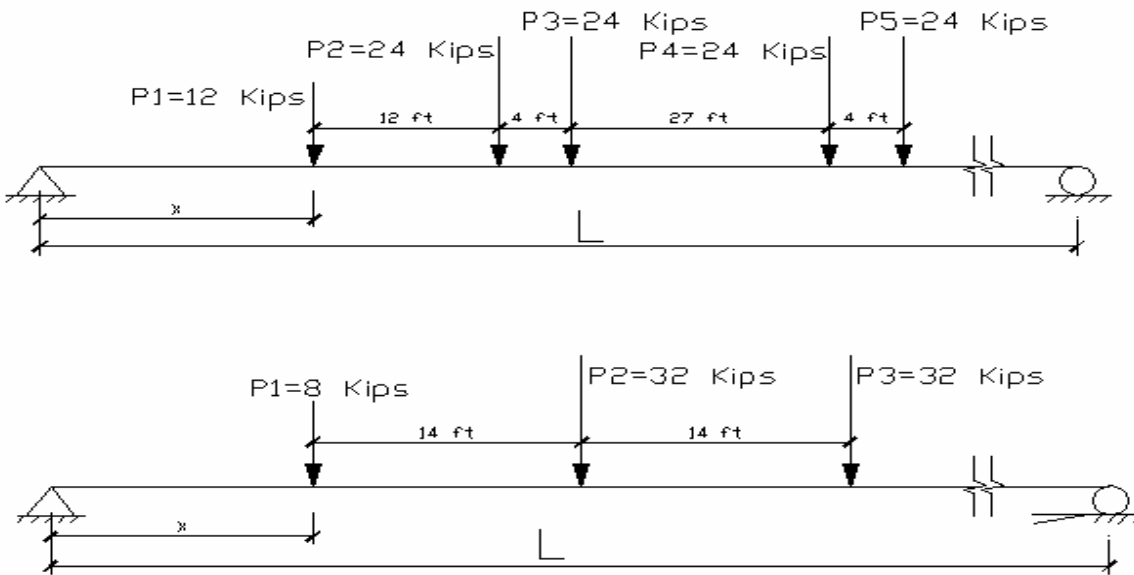 P3=24 Kips
P5=24 Kips
P2=24 Kips
P4=24 Kips
P1=12 Kips
12 ft
4 ft
27 ft
4 ft
x
L
P1=8 Kips
P2=32 Kips
P3=32 Kips
14 ft
14 ft
x
L